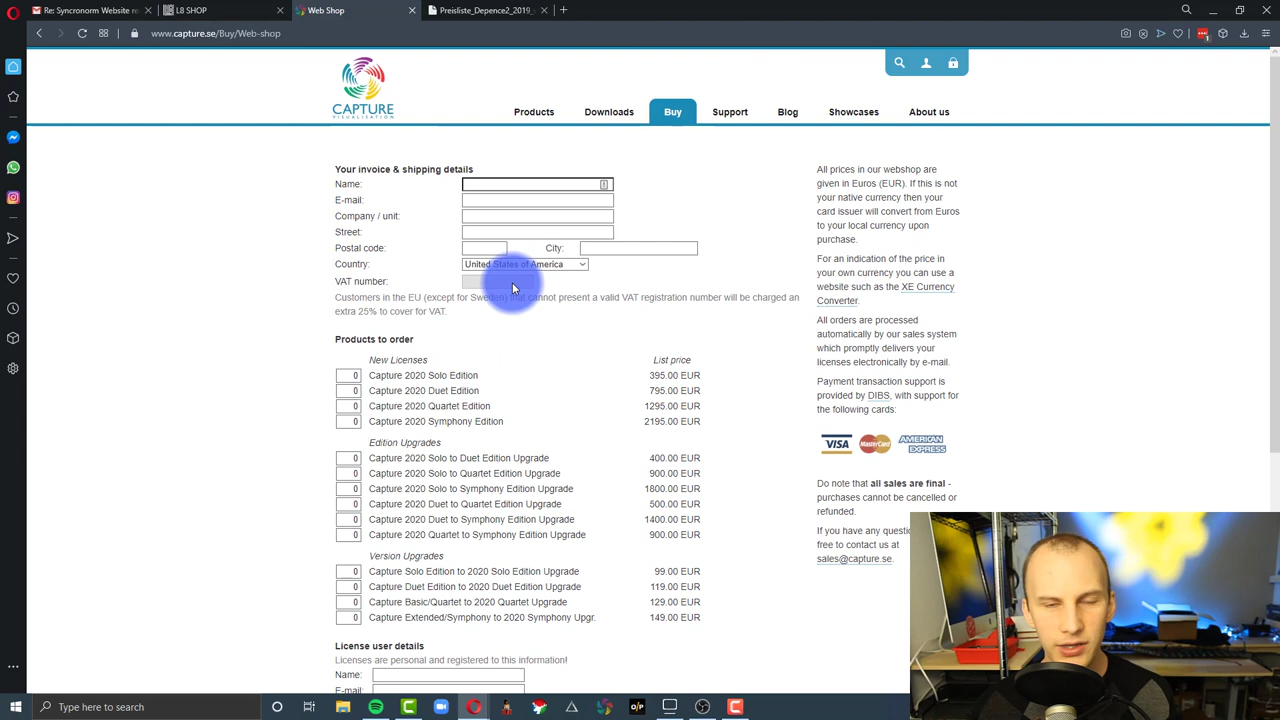 Re: Syncronorm Website re
L8 SHOP
Web Shop
Preisliste_Depence2_2019_
www.capture.se/Buy/Web-shop
1
CAPTURE
VISUALISATION
Products
Downloads
Buy
Support
Blog
Showcases
About us
Your invoice & shipping details
Name:
E-mail:
Company / unit:
Street:
Postal code:
City:
Country:
United States of America
VAT number:
Customers in the EU (except for Sweden) that cannot present a valid VAT registration number will be charged an
extra 25% to cover for VAT.
Products to order
New Licenses List price
0 Capture 2020 Solo Edition 395.00 EUR
0 Capture 2020 Duet Edition 795.00 EUR
0 Capture 2020 Quartet Edition 1295.00 EUR
0 Capture 2020 Symphony Edition 2195.00 EUR
Edition Upgrades
0 Capture 2020 Solo to Duet Edition Upgrade 400.00 EUR
0 Capture 2020 Solo to Quartet Edition Upgrade 900.00 EUR
0 Capture 2020 Solo to Symphony Edition Upgrade 1800.00 EUR
0 Capture 2020 Duet to Quartet Edition Upgrade 500.00 EUR
0 Capture 2020 Duet to Symphony Edition Upgrade 1400.00 EUR
0 Capture 2020 Quartet to Symphony Edition Upgrade 900.00 EUR
Version Upgrades
0 Capture Solo Edition to 2020 Solo Edition Upgrade 99.00 EUR
0 Capture Duet Edition to 2020 Duet Edition Upgrade 119.00 EUR
0 Capture Basic/Quartet to 2020 Quartet Upgrade 129.00 EUR
0 Capture Extended/Symphony to 2020 Symphony Upgr. 149.00 EUR
License user details
Licenses are personal and registered to this information!
Name:
E-mail:
All prices in our webshop are
given in Euros (EUR). If this is not
your native currency then your
card issuer will convert from Euros
to your local currency upon
purchase.
For an indication of the price in
your own currency you can use a
website such as the XE Currency
Converter.
All orders are processed
automatically by our sales system
which promptly delivers your
licenses electronically by e-mail.
Payment transaction support is
provided by DIBS, with support for
the following cards:
VISA
MasterCard
AMERICAN
EXPRESS
Do note that all sales are final -
purchases cannot be cancelled or
refunded.
If you have any
free to contact us at
sales@capture.se.
Type here to search
O/P